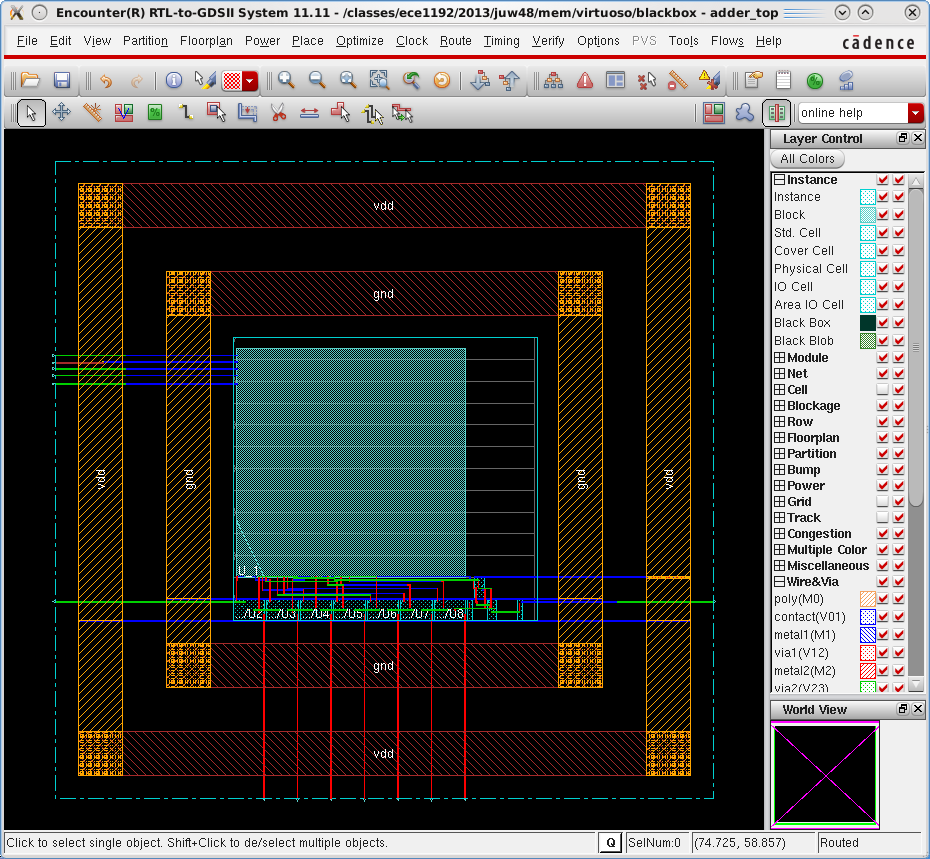 Encounter(R) RTL-to-GDSII System 11.11 - /classes/ece1192/2013/juw48/mem/virtuoso/blackbox - adder_top
File Edit View Partition Floorplan Power Place Optimize Clock Route Timing Verify Options PVS Tools Flows Help
cādence
online help
Layer Control
All Colors
Instance
Instance
Block
Std. Cell
Cover Cell
Physical Cell
IO Cell
Area IO Cell
Black Box
Black Blob
Module
Net
Cell
Blockage
Row
Floorplan
Partition
Bump
Power
Grid
Track
Congestion
Multiple Color
Miscellaneous
Wire&Via
poly(M0)
contact(V01)
metal1(M1)
via1(V12)
metal2(M2)
via2(V23)
World View
vdd
gnd
vdd
gnd
gnd
vdd
U_1
./U2 ./U3 ./U4 ./U5 ./U6 ./U7 ./U8
gnd
vdd
Click to select single object. Shift+Click to de/select multiple objects.
Q
SelNum:0
(74.725, 58.857)
Routed